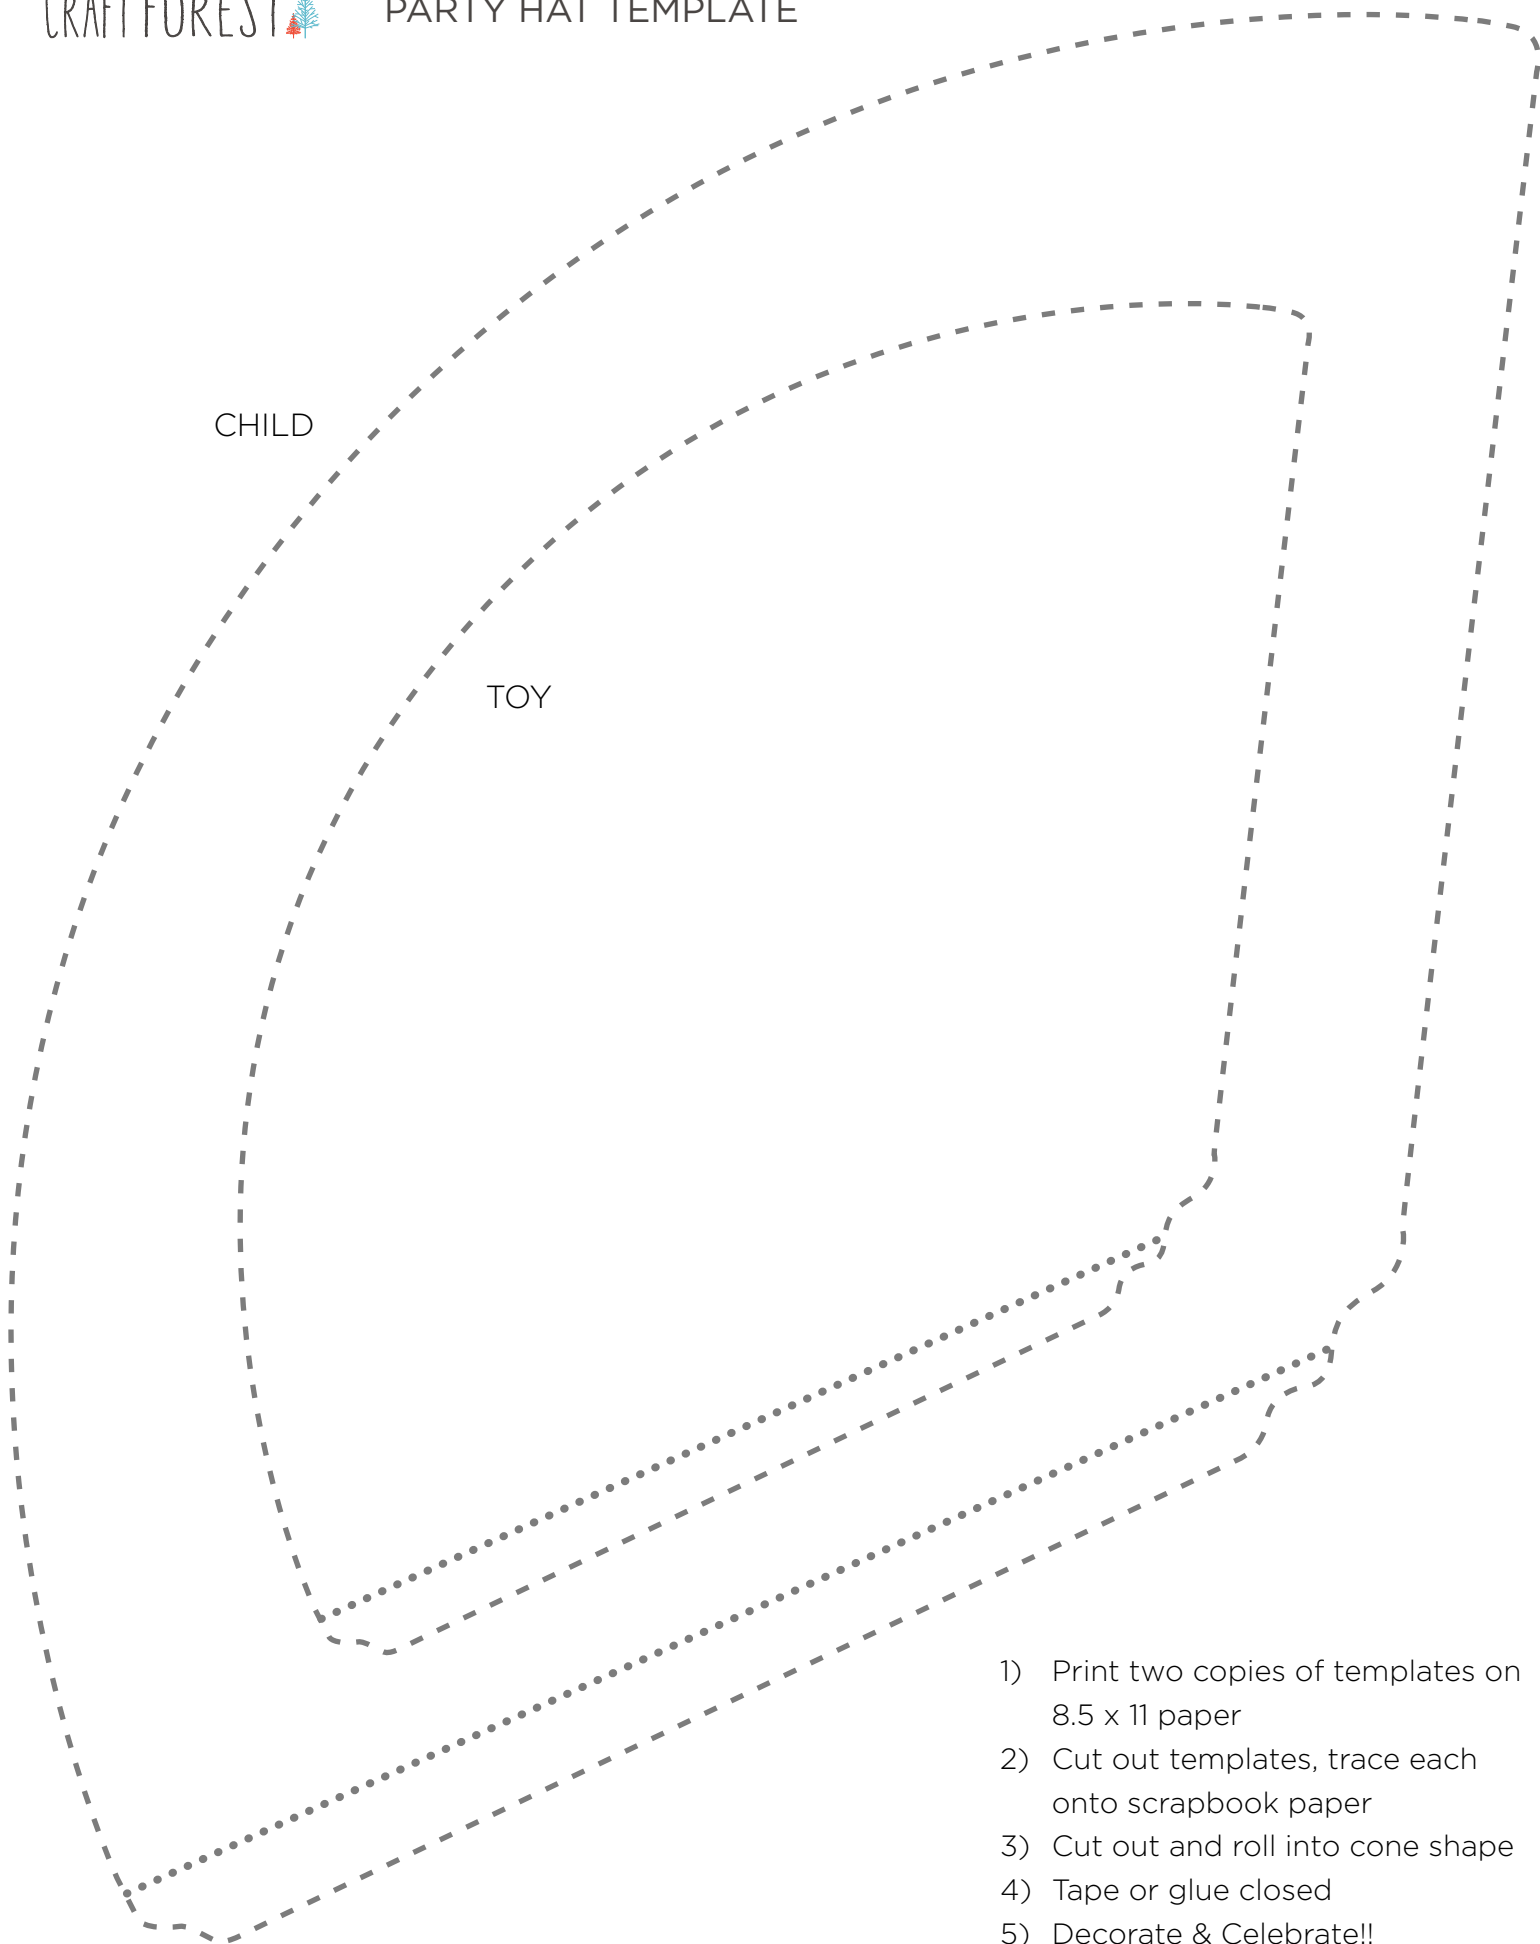 CRAFT FOREST
PARTY HAT TEMPLATE
CHILD
TOY
1) Print two copies of templates on
8.5 x 11 paper
2) Cut out templates, trace each
onto scrapbook paper
3) Cut out and roll into cone shape
4) Tape or glue closed
5) Decorate & Celebrate!!